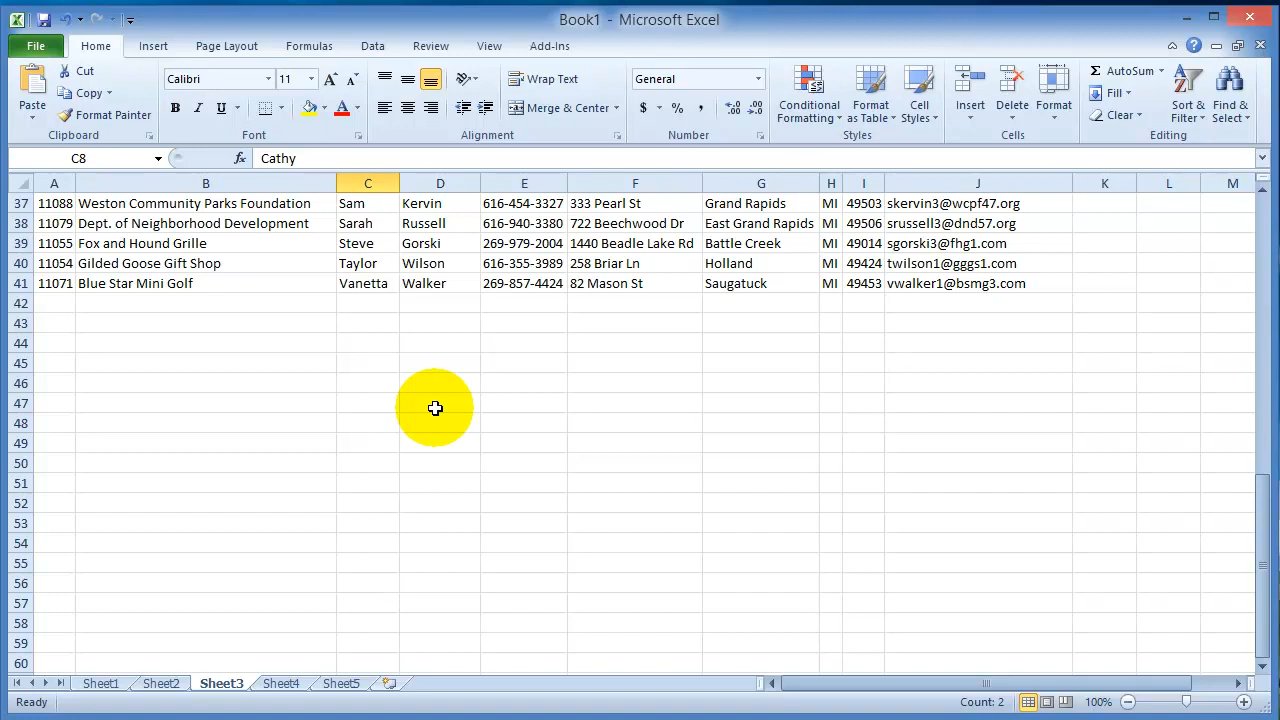 Book1 - Microsoft Excel
File Home Insert Page Layout Formulas Data Review View Add-Ins
Paste Cut Copy Format Painter Clipboard
Calibri 11 B I U A Font
Wrap Text Merge & Center Alignment
General $ % , Number
Conditional Formatting Format as Table Cell Styles Styles
Insert Delete Format Cells
Σ AutoSum Fill Clear Sort & Filter Find & Select Editing
C8 fx Cathy
A B C D E F G H I J K L M
37 11088 Weston Community Parks Foundation Sam Kervin 616-454-3327 333 Pearl St Grand Rapids MI 49503 skervin3@wcpf47.org
38 11079 Dept. of Neighborhood Development Sarah Russell 616-940-3380 722 Beechwood Dr East Grand Rapids MI 49506 srussell3@dnd57.org
39 11055 Fox and Hound Grille Steve Gorski 269-979-2004 1440 Beadle Lake Rd Battle Creek MI 49014 sgorski3@fhg1.com
40 11054 Gilded Goose Gift Shop Taylor Wilson 616-355-3989 258 Briar Ln Holland MI 49424 twilson1@gggs1.com
41 11071 Blue Star Mini Golf Vanetta Walker 269-857-4424 82 Mason St Saugatuck MI 49453 vwalker1@bsmg3.com
42
43
44
45
46
47
48
49
50
51
52
53
54
55
56
57
58
59
60
Sheet1 Sheet2 Sheet3 Sheet4 Sheet5
Ready Count: 2 100%